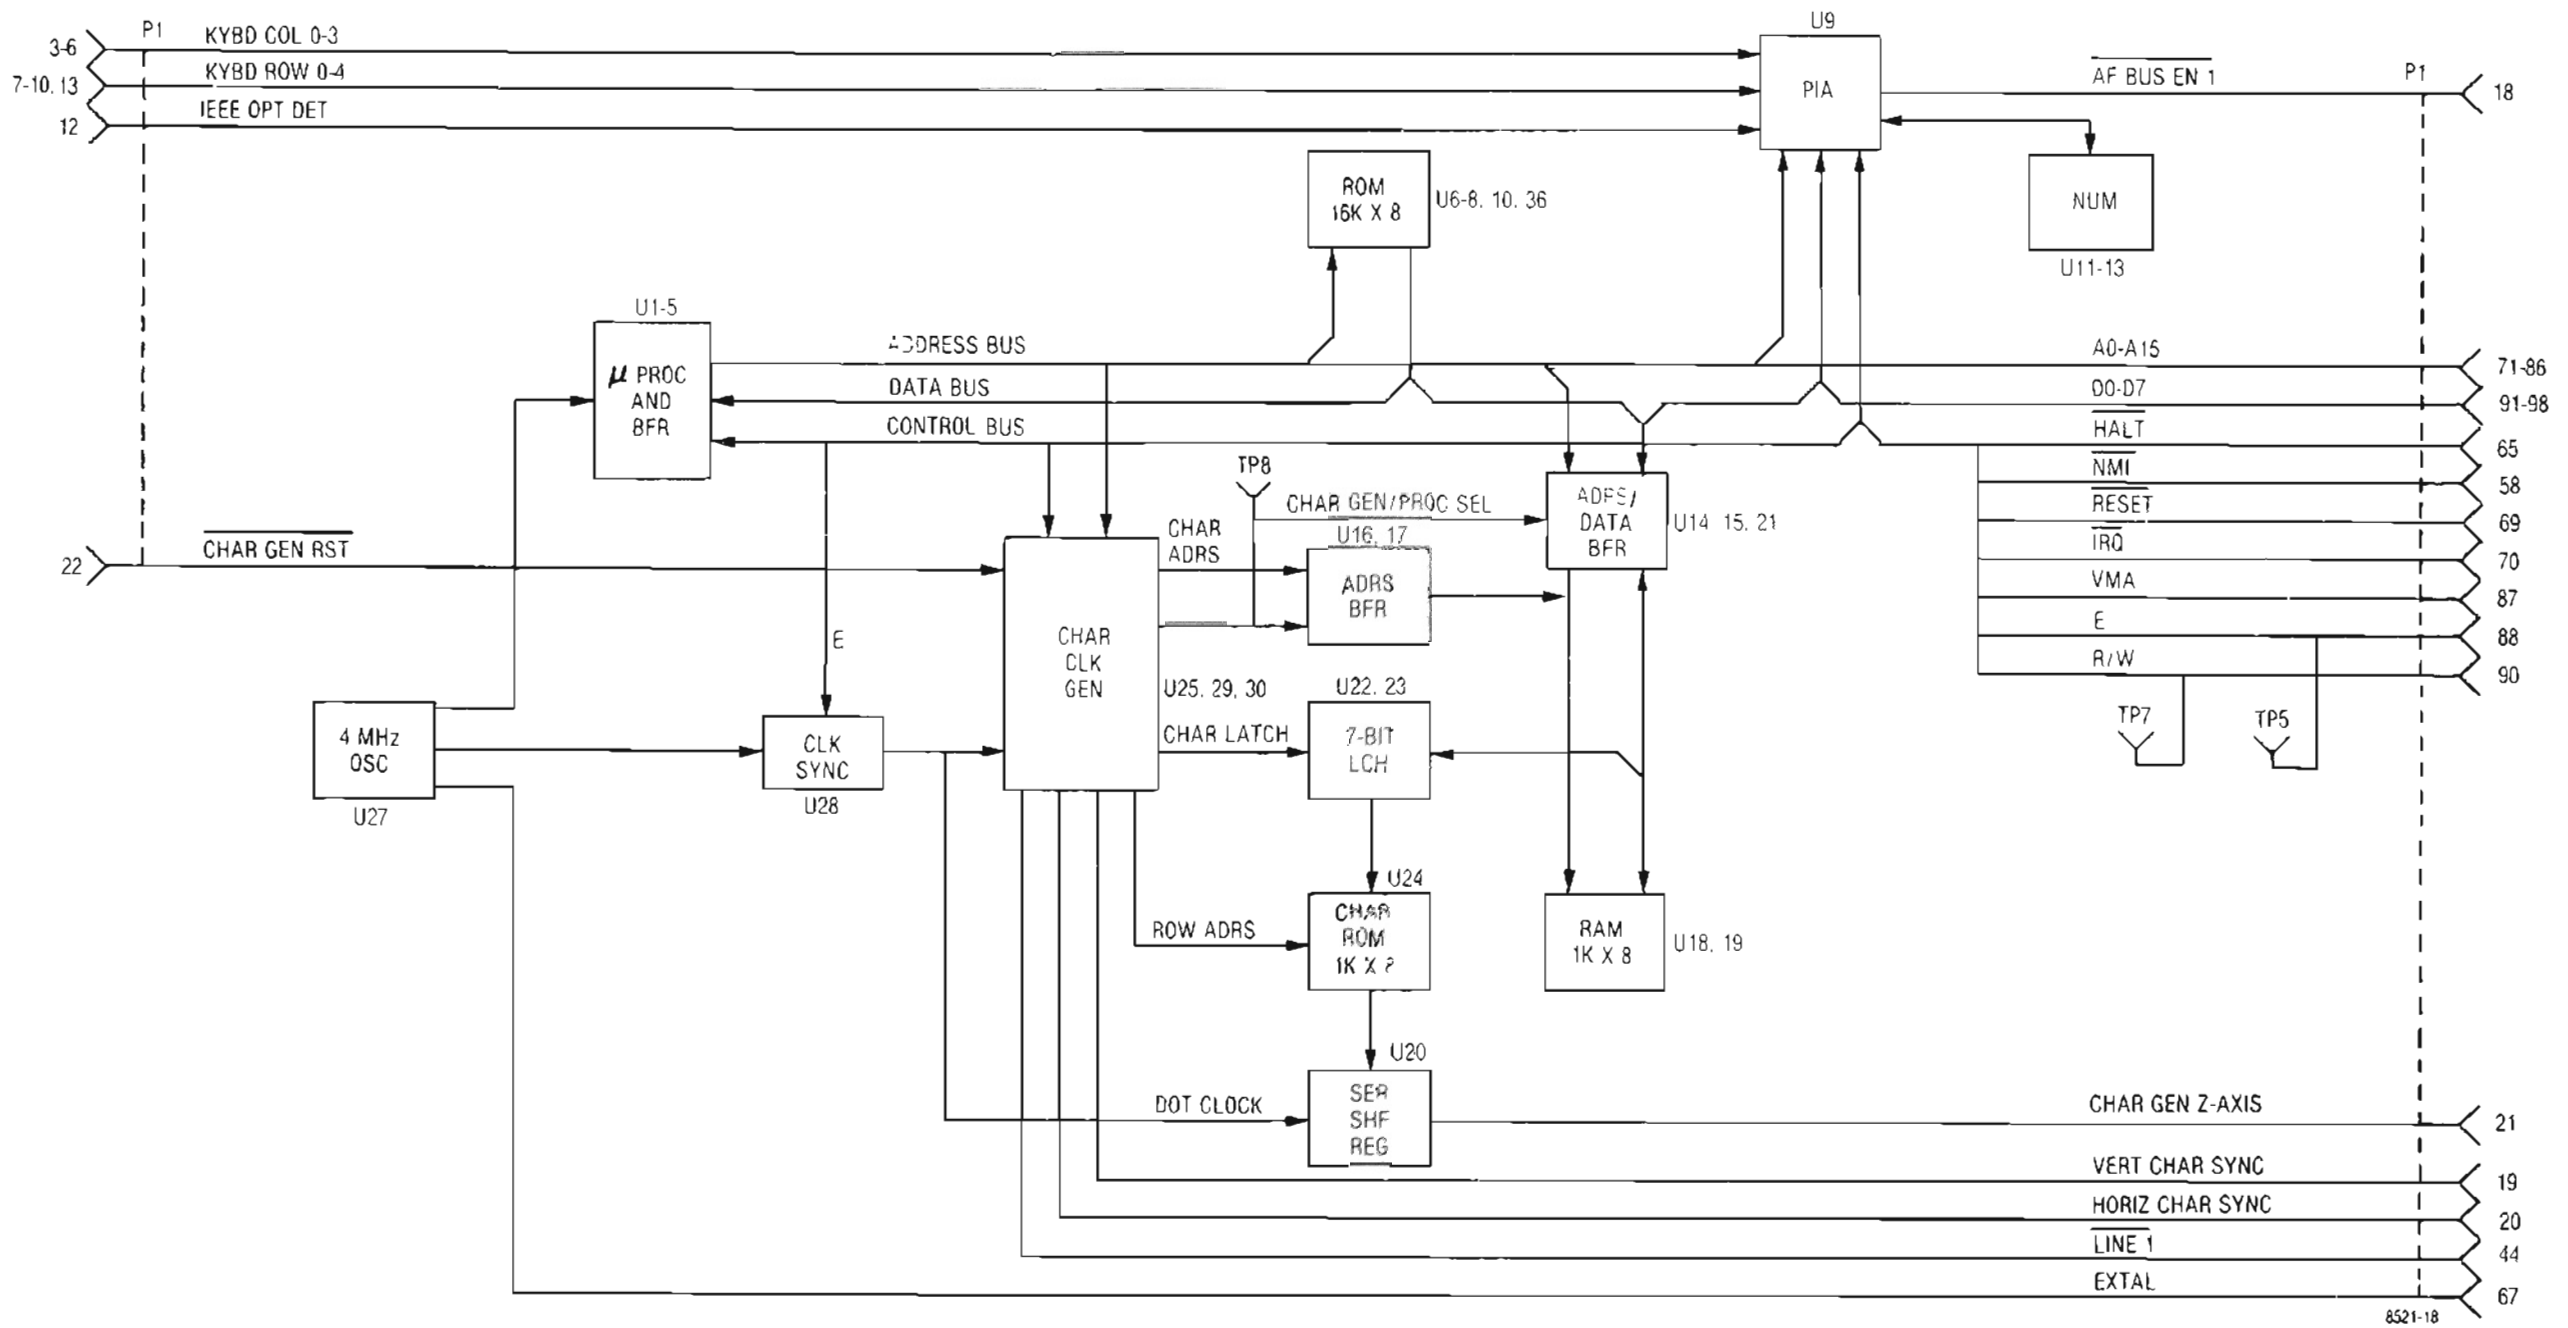 U9
P1
KYBD COL 0-3
3-6
KYBD ROW 0-4
7-10, 13
IEEE OPT DET
12
PIA
AF BUS EN 1
P1
18
ROM
16K X 8
U6-8, 10, 36
NUM
U11-13
U1-5
µ PROC
AND
BFR
ADDRESS BUS
DATA BUS
CONTROL BUS
A0-A15
71-86
D0-D7
91-98
HALT
65
NMI
58
RESET
69
IRQ
70
VMA
87
E
88
R/W
90
TP7
TP5
TP8
CHAR GEN/PROC SEL
ADRS/
DATA
BFR
U14 15, 21
CHAR
ADRS
U16, 17
ADRS
BFR
CHAR GEN RST
22
E
CHAR
CLK
GEN
U25, 29, 30
4 MHz
OSC
U27
CLK
SYNC
U28
CHAR LATCH
U22, 23
7-BIT
LCH
U24
CHAR
ROM
1K X 8
ROW ADRS
RAM
1K X 8
U18, 19
U20
SER
SHF
REG
DOT CLOCK
CHAR GEN Z-AXIS
21
VERT CHAR SYNC
19
HORIZ CHAR SYNC
20
LINE 1
44
EXTAL
67
8521-18